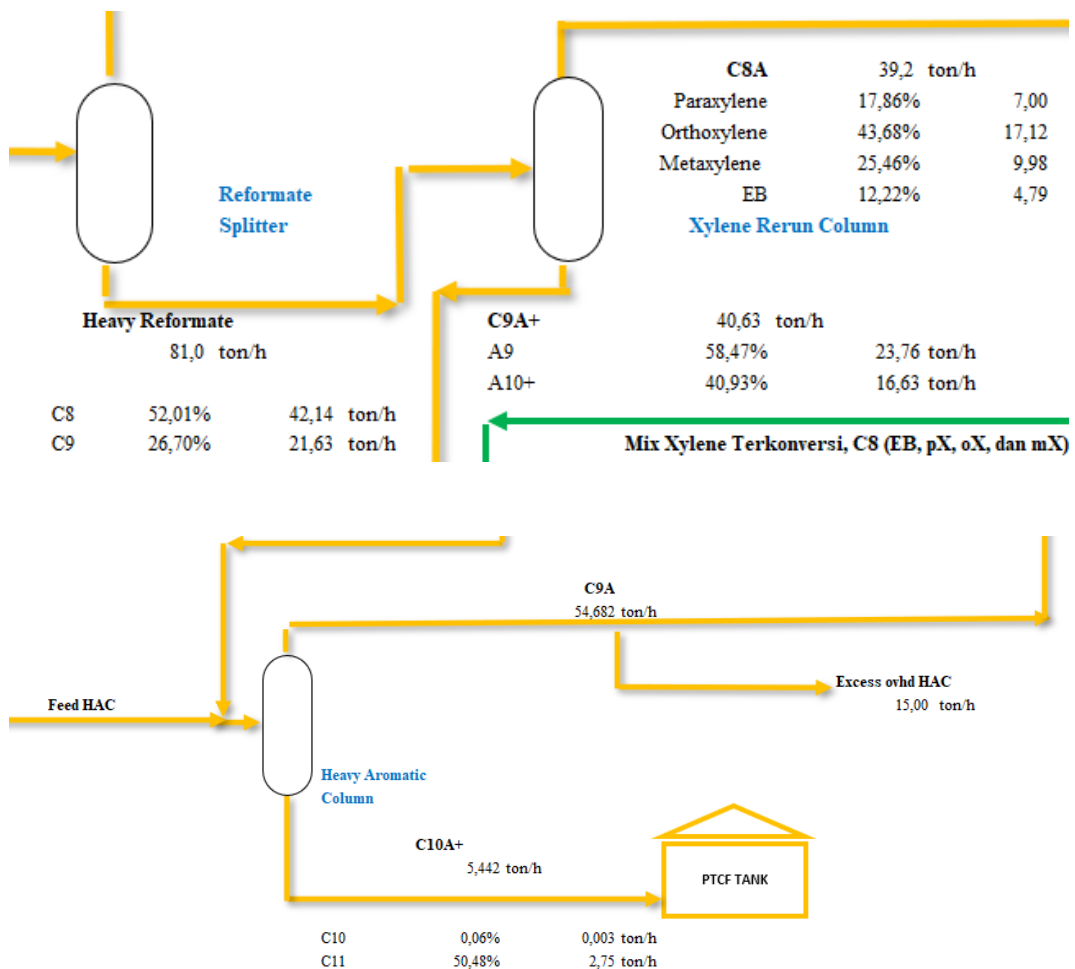 C8A 39,2 ton/h
Paraxylene 17,86% 7,00
Orthoxylene 43,68% 17,12
Metaxylene 25,46% 9,98
EB 12,22% 4,79
Reformate
Splitter
Xylene Rerun Column
Heavy Reformate
81,0 ton/h
C8 52,01% 42,14 ton/h
C9 26,70% 21,63 ton/h
C9A+ 40,63 ton/h
A9 58,47% 23,76 ton/h
A10+ 40,93% 16,63 ton/h
Mix Xylene Terkonversi, C8 (EB, pX, oX, dan mX)
C9A
54,682 ton/h
Excess ovhd HAC
15,00 ton/h
Feed HAC
Heavy Aromatic
Column
C10A+
5,442 ton/h
PTCF TANK
C10 0,06% 0,003 ton/h
C11 50,48% 2,75 ton/h